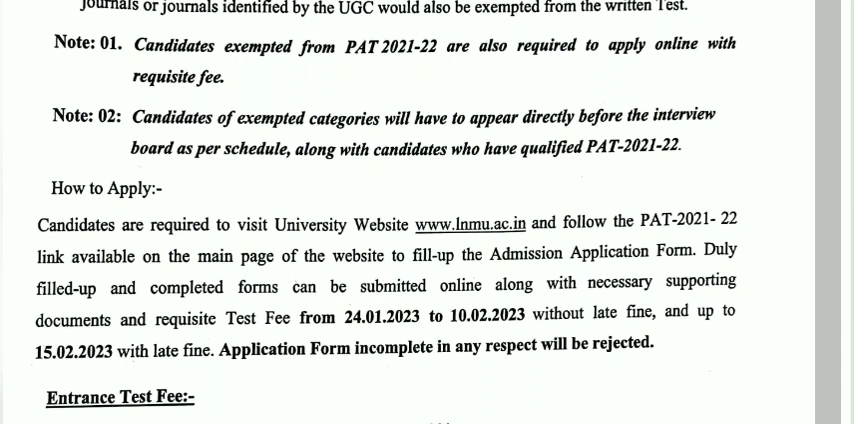 journals or journals identified by the UGC would also be exempted from the written Test.
Note: 01. Candidates exempted from PAT 2021-22 are also required to apply online with
requisite fee.
Note: 02: Candidates of exempted categories will have to appear directly before the interview
board as per schedule, along with candidates who have qualified PAT-2021-22.
How to Apply:-
Candidates are required to visit University Website www.lnmu.ac.in and follow the PAT-2021- 22
link available on the main page of the website to fill-up the Admission Application Form. Duly
filled-up and completed forms can be submitted online along with necessary supporting
documents and requisite Test Fee from 24.01.2023 to 10.02.2023 without late fine, and up to
15.02.2023 with late fine. Application Form incomplete in any respect will be rejected.
Entrance Test Fee:-